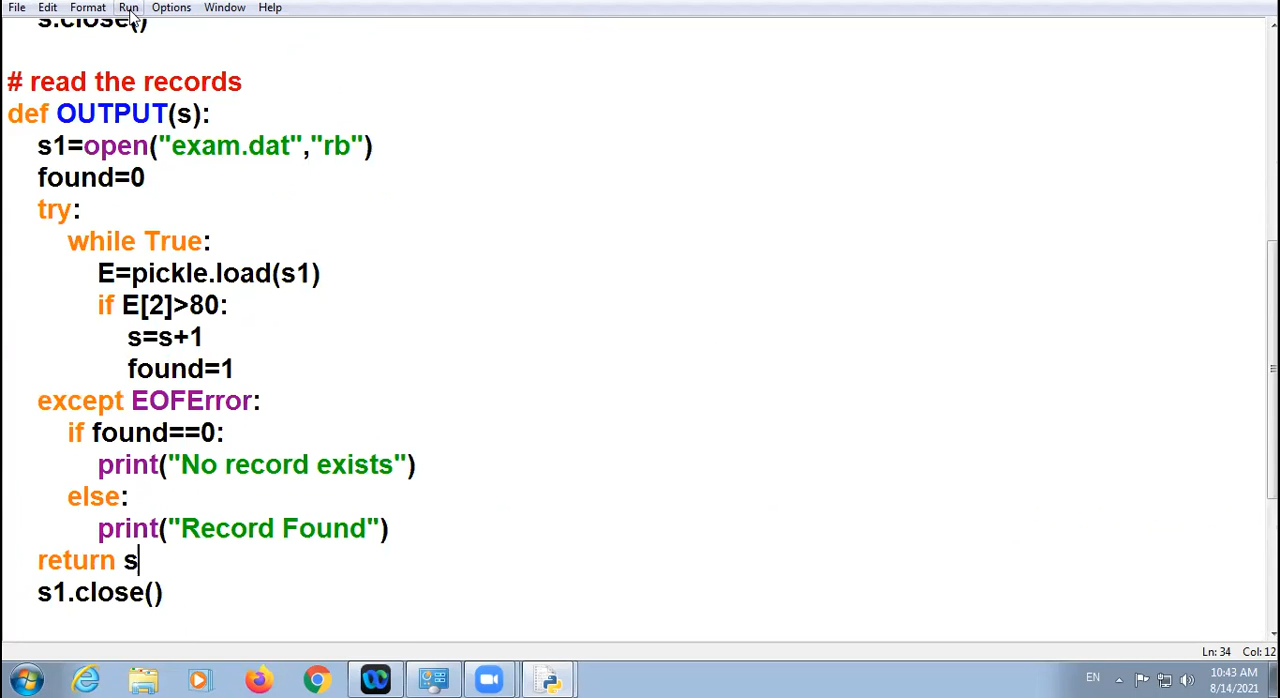 File Edit Format Run Options Window Help
s.close()
# read the records
def OUTPUT(s):
s1=open("exam.dat","rb")
found=0
try:
while True:
E=pickle.load(s1)
if E[2]>80:
s=s+1
found=1
except EOFError:
if found==0:
print("No record exists")
else:
print("Record Found")
return s
s1.close()
Ln: 34 Col: 12
EN 10:43 AM
8/14/2021